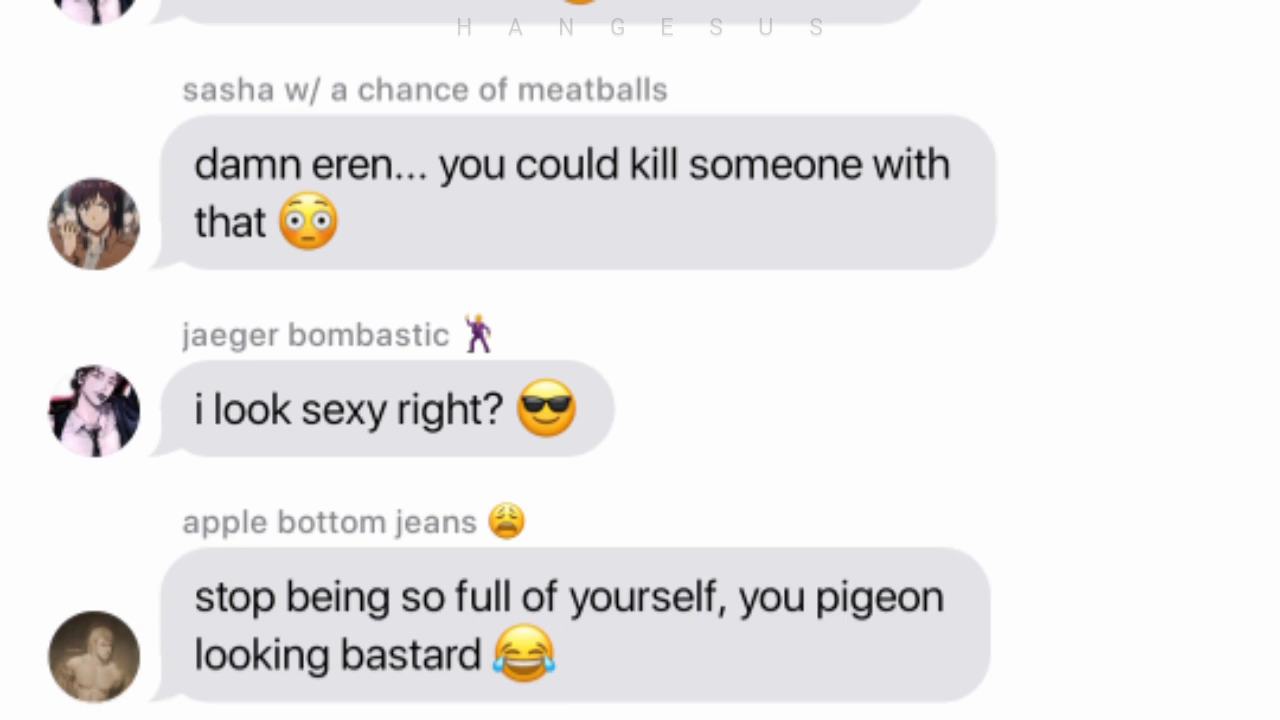 H A N G E S U S
sasha w/ a chance of meatballs
damn eren... you could kill someone with
that 😳
jaeger bombastic 🕺
i look sexy right? 😎
apple bottom jeans 😩
stop being so full of yourself, you pigeon
looking bastard 😂